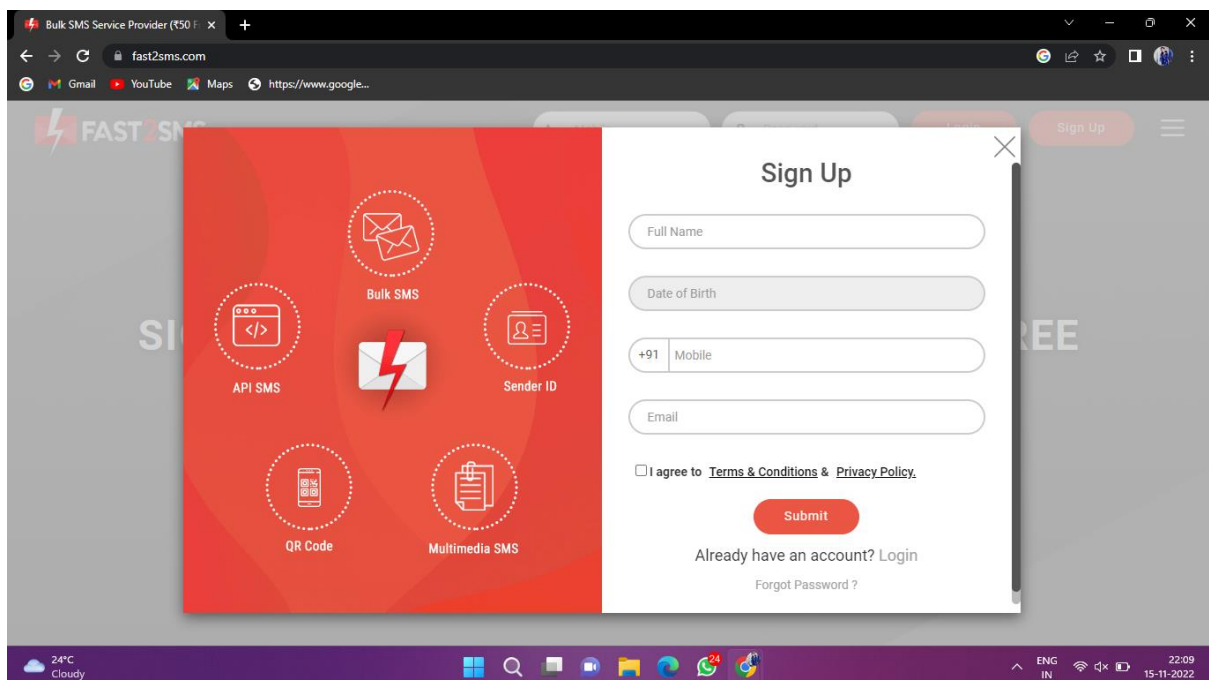 Bulk SMS Service Provider (₹50 F
fast2sms.com
Gmail YouTube Maps https://www.google...
FAST2SMS Login Sign Up
Sign Up
Full Name
Bulk SMS
Date of Birth
REE
+91 Mobile
API SMS
Sender ID
Email
I agree to Terms & Conditions & Privacy Policy.
Submit
QR Code
Multimedia SMS
Already have an account? Login
Forgot Password ?
24°C
Cloudy
24
ENG
IN
22:09
15-11-2022